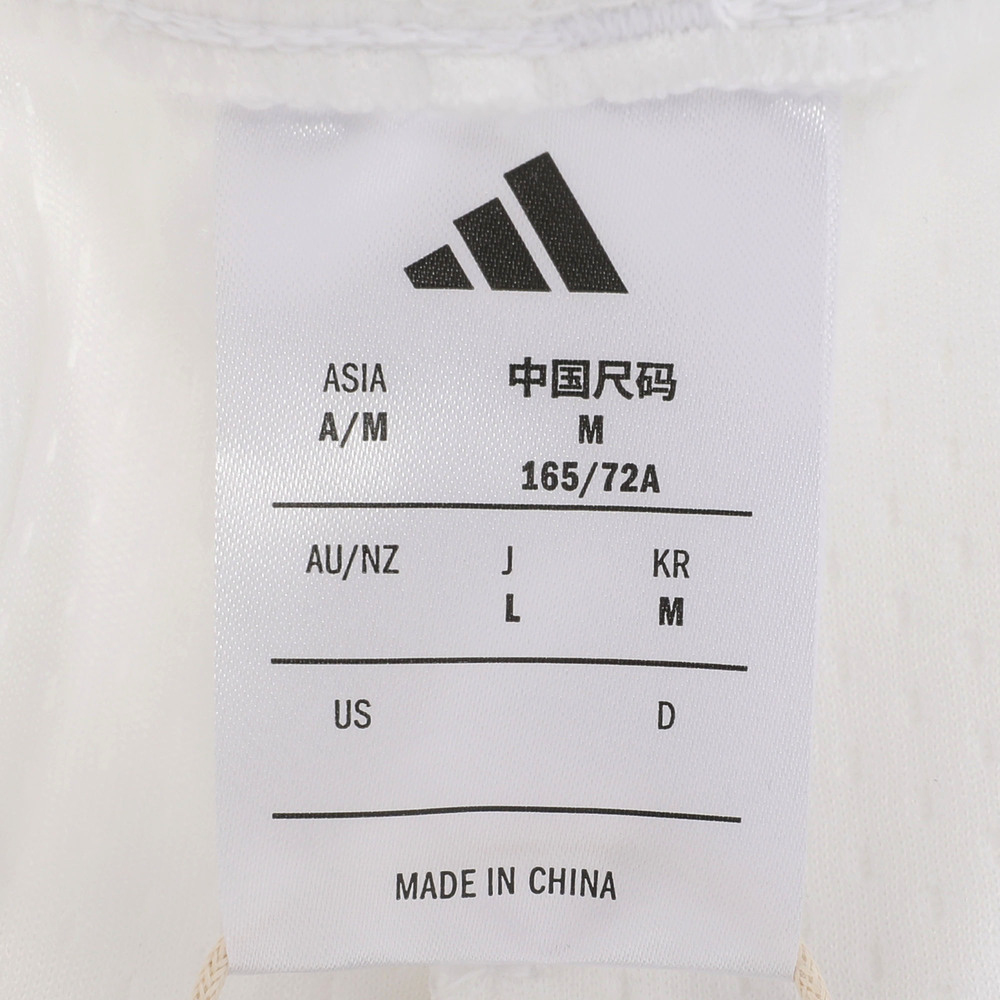 ASIA 中国尺码
A/M M
165/72A
AU/NZ J KR
L M
US D
MADE IN CHINA